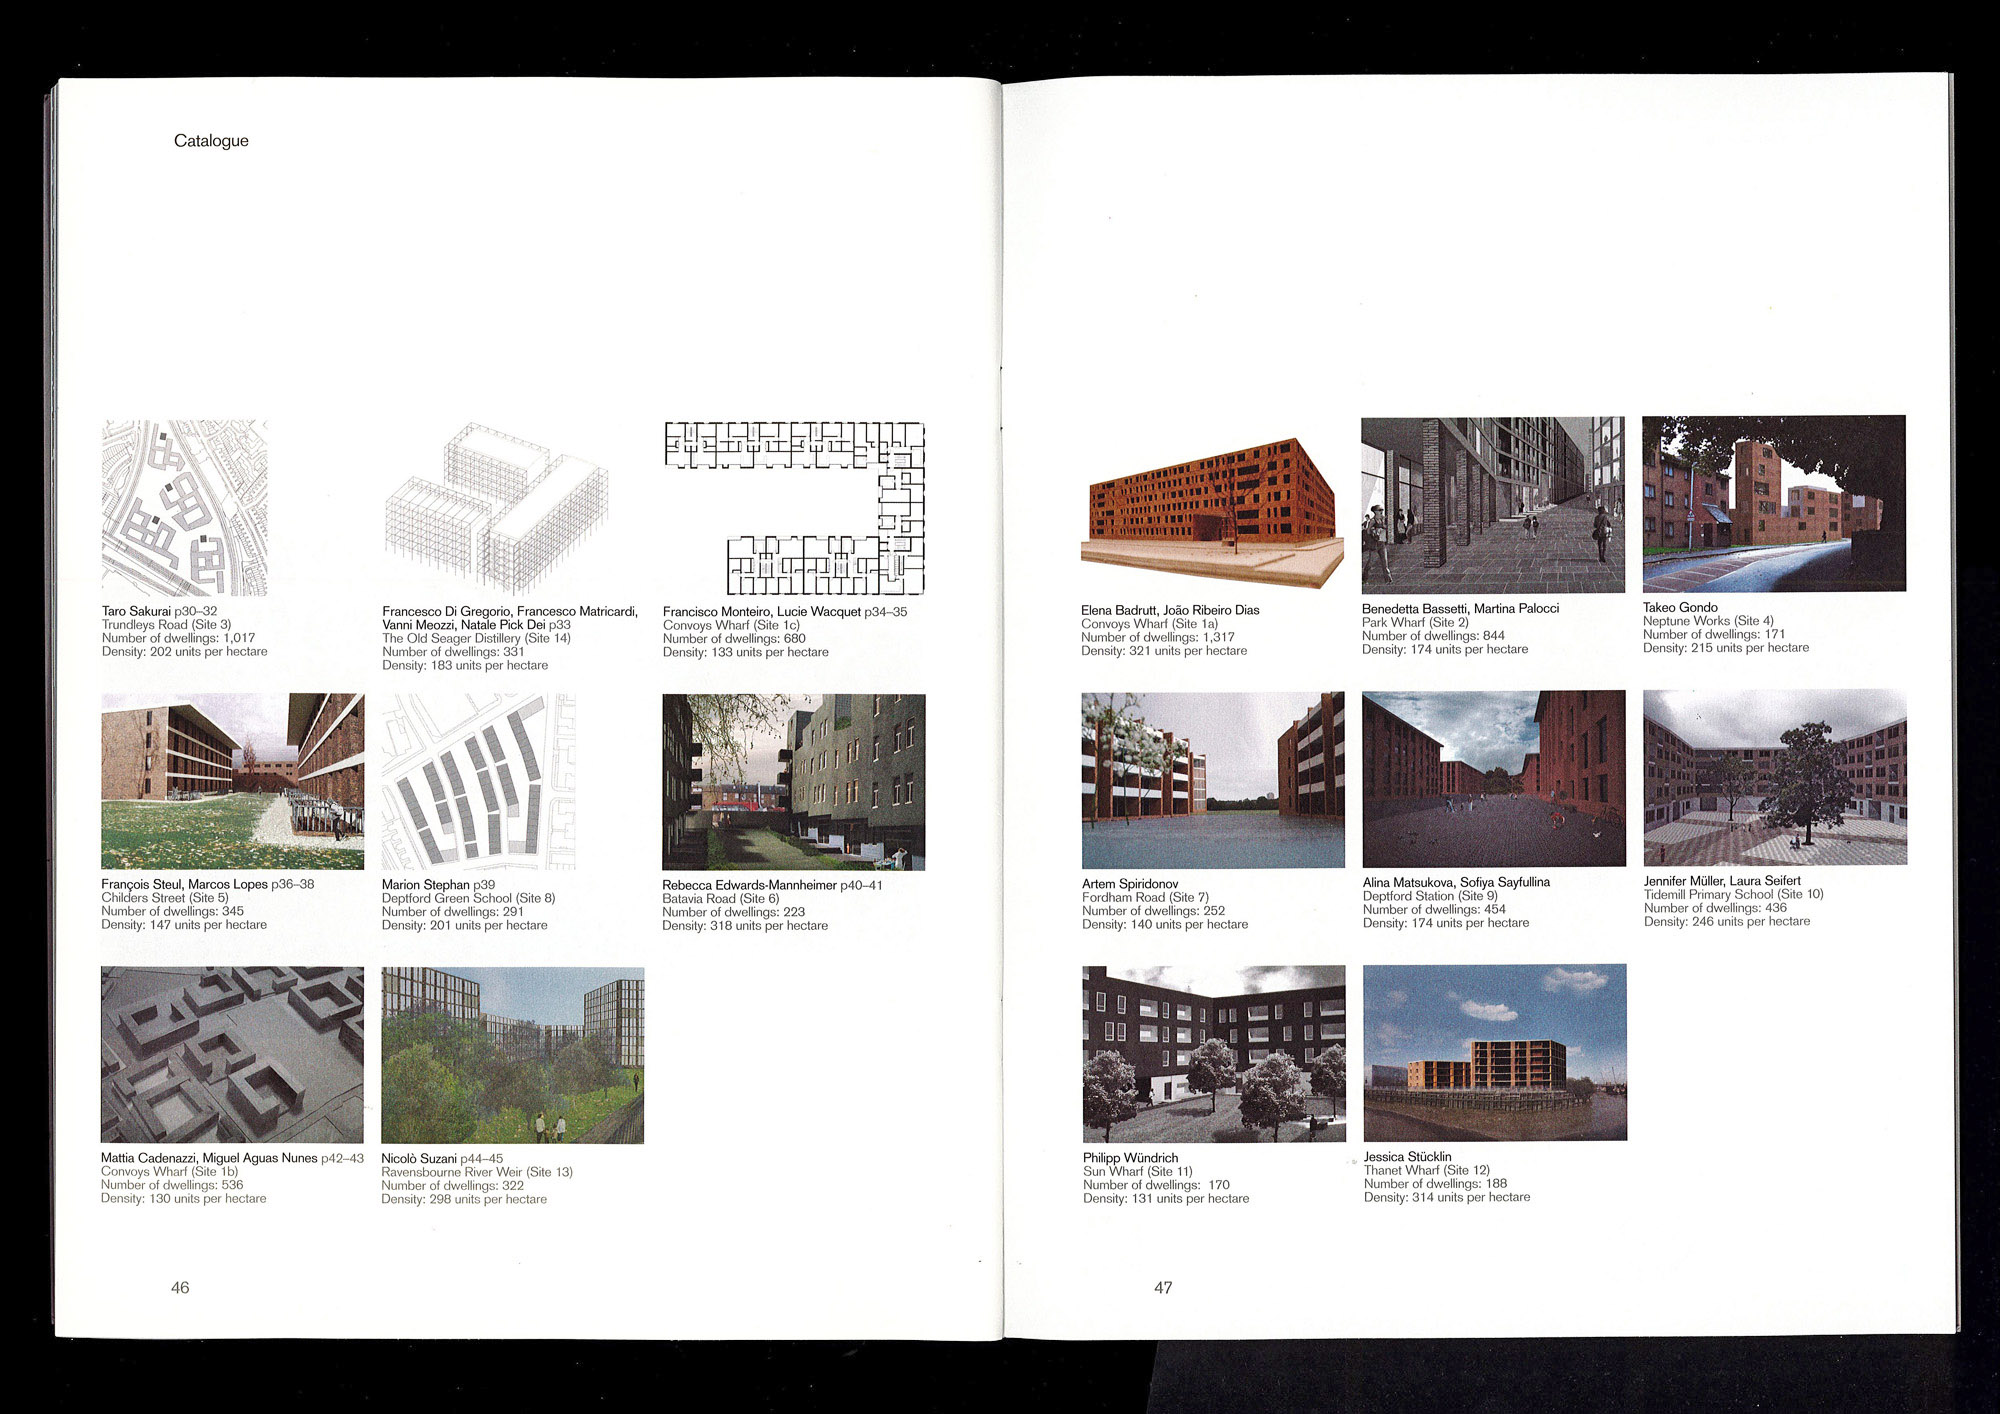 Catalogue
Taro Sakurai p30–32
Trundleys Road (Site 3)
Number of dwellings: 1,017
Density: 202 units per hectare
Francesco Di Gregorio, Francesco Matricardi,
Vanni Meozzi, Natale Pick Dei p33
The Old Seager Distillery (Site 14)
Number of dwellings: 331
Density: 183 units per hectare
Francisco Monteiro, Lucie Wacquet p34–35
Convoys Wharf (Site 1c)
Number of dwellings: 680
Density: 133 units per hectare
François Steul, Marcos Lopes p36–38
Childers Street (Site 5)
Number of dwellings: 345
Density: 147 units per hectare
Marion Stephan p39
Deptford Green School (Site 8)
Number of dwellings: 291
Density: 201 units per hectare
Rebecca Edwards-Mannheimer p40–41
Batavia Road (Site 6)
Number of dwellings: 223
Density: 318 units per hectare
Mattia Cadenazzi, Miguel Aguas Nunes p42–43
Convoys Wharf (Site 1b)
Number of dwellings: 536
Density: 130 units per hectare
Nicolò Suzani p44–45
Ravensbourne River Weir (Site 13)
Number of dwellings: 322
Density: 298 units per hectare
46
Elena Badrutt, João Ribeiro Dias
Convoys Wharf (Site 1a)
Number of dwellings: 1,317
Density: 321 units per hectare
Benedetta Bassetti, Martina Palocci
Park Wharf (Site 2)
Number of dwellings: 844
Density: 174 units per hectare
Takeo Gondo
Neptune Works (Site 4)
Number of dwellings: 171
Density: 215 units per hectare
Artem Spiridonov
Fordham Road (Site 7)
Number of dwellings: 252
Density: 140 units per hectare
Alina Matsukova, Sofiya Sayfullina
Deptford Station (Site 9)
Number of dwellings: 454
Density: 174 units per hectare
Jennifer Müller, Laura Seifert
Tidemill Primary School (Site 10)
Number of dwellings: 436
Density: 246 units per hectare
Philipp Wündrich
Sun Wharf (Site 11)
Number of dwellings: 170
Density: 131 units per hectare
Jessica Stücklin
Thanet Wharf (Site 12)
Number of dwellings: 188
Density: 314 units per hectare
47